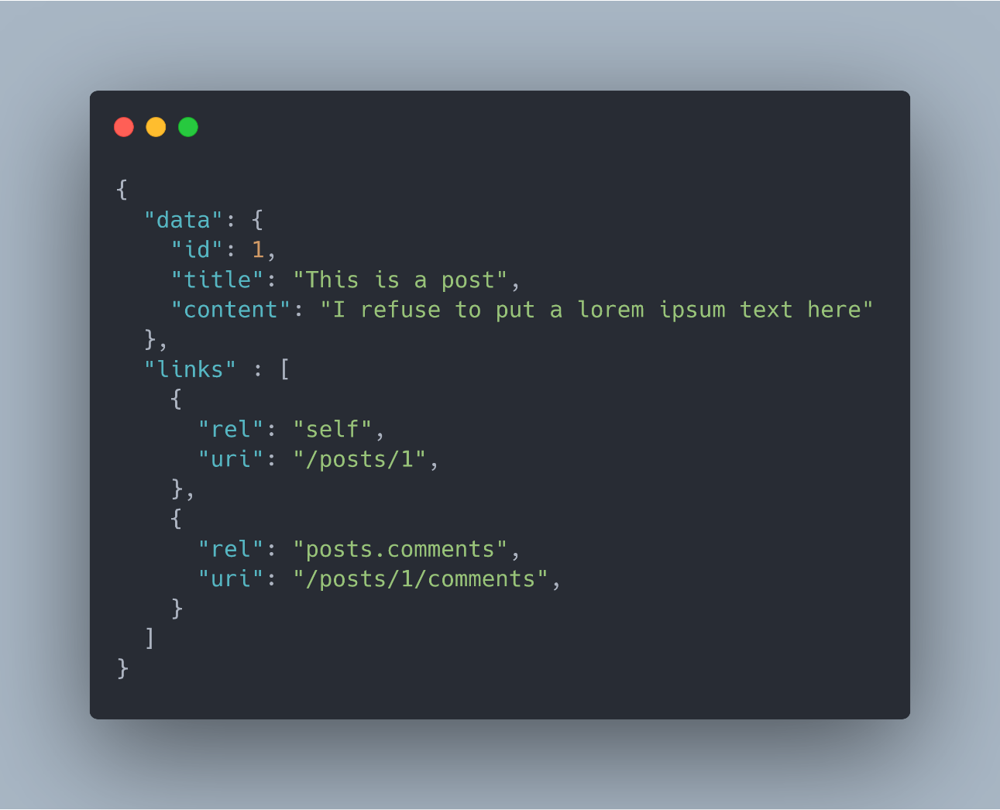 {
  "data": {
    "id": 1,
    "title": "This is a post",
    "content": "I refuse to put a lorem ipsum text here"
  },
  "links" : [
    {
      "rel": "self",
      "uri": "/posts/1",
    },
    {
      "rel": "posts.comments",
      "uri": "/posts/1/comments",
    }
  ]
}